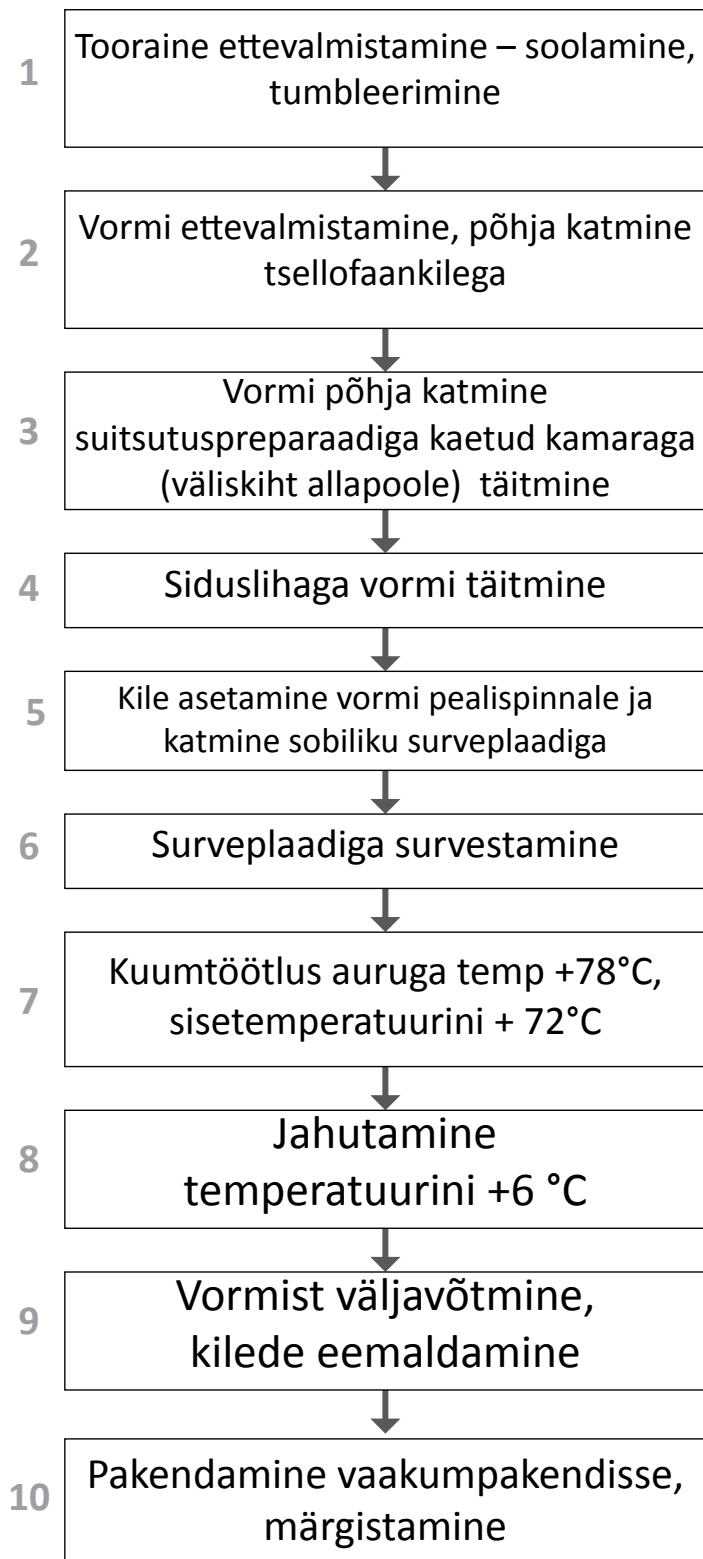 1
Tooraine ettevalmistamine – soolamine,
tumbleerimine
2
Vormi ettevalmistamine, põhja katmine
tsellofaankilega
3
Vormi põhja katmine
suitsutuspreparaadiga kaetud kamaraga
(väliskiht allapoole)  täitmine
4
Siduslihaga vormi täitmine
5
Kile asetamine vormi pealispinnale ja
katmine sobiliku surveplaadiga
6
Surveplaadiga survestamine
7
Kuumtöötlus auruga temp +78°C,
sisetemperatuurini + 72°C
8
Jahutamine
temperatuurini +6 °C
9
Vormist väljavõtmine,
kilede eemaldamine
10
Pakendamine vaakumpakendisse,
märgistamine